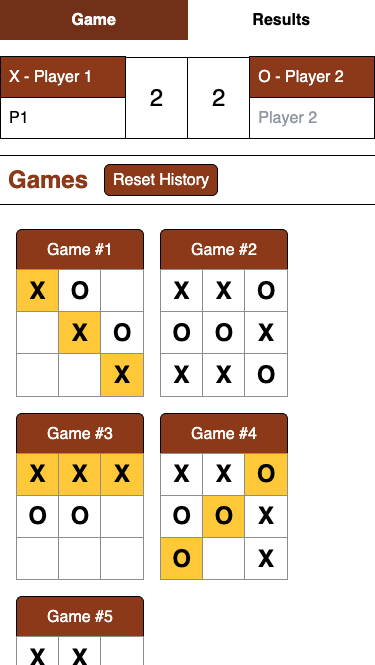 Game Results
X - Player 1 2 2 O - Player 2
P1 Player 2
Games Reset History
Game #1 Game #2
X O X X O
X O O O X
X X X O
Game #3 Game #4
X X X X X O
O O O O X
O X
Game #5
X X